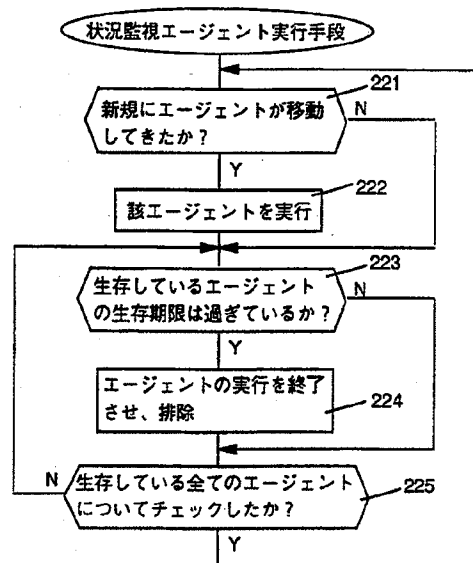 状況監視エージェント実行手段
221
新規にエージェントが移動
してきたか?
N
Y
222
該エージェントを実行
223
生存しているエージェント
の生存期限は過ぎているか?
N
Y
エージェントの実行を終了
させ、排除
224
N
生存している全てのエージェント
についてチェックしたか?
225
Y